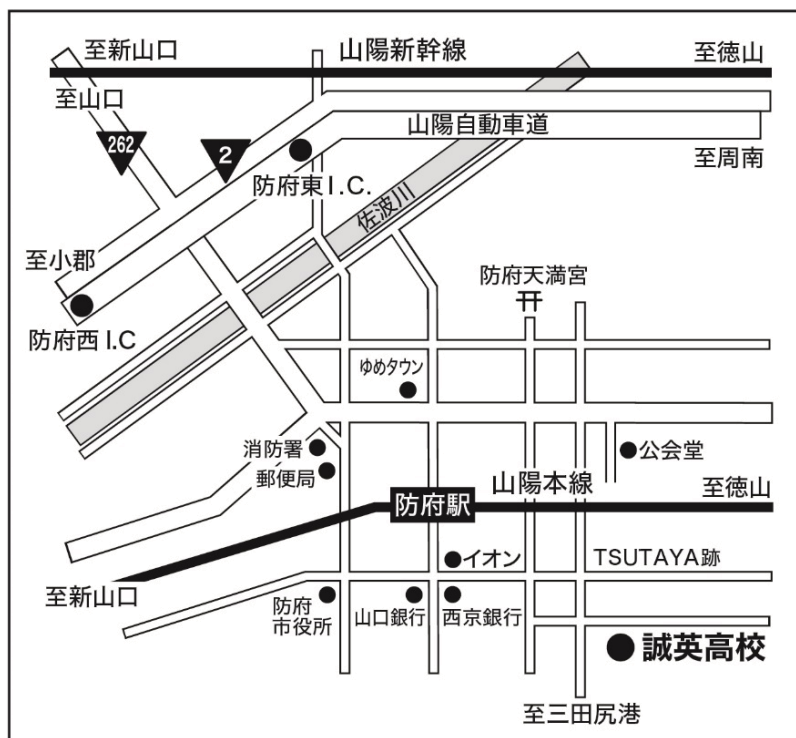 至新山口
山陽新幹線
至徳山
至山口
262
2
山陽自動車道
防府東I.C.
至周南
佐波川
至小郡
防府天満宮
防府西I.C
ゆめタウン
消防署
公会堂
郵便局
山陽本線
至徳山
防府駅
イオン
TSUTAYA跡
至新山口
防府
市役所
山口銀行
西京銀行
誠英高校
至三田尻港